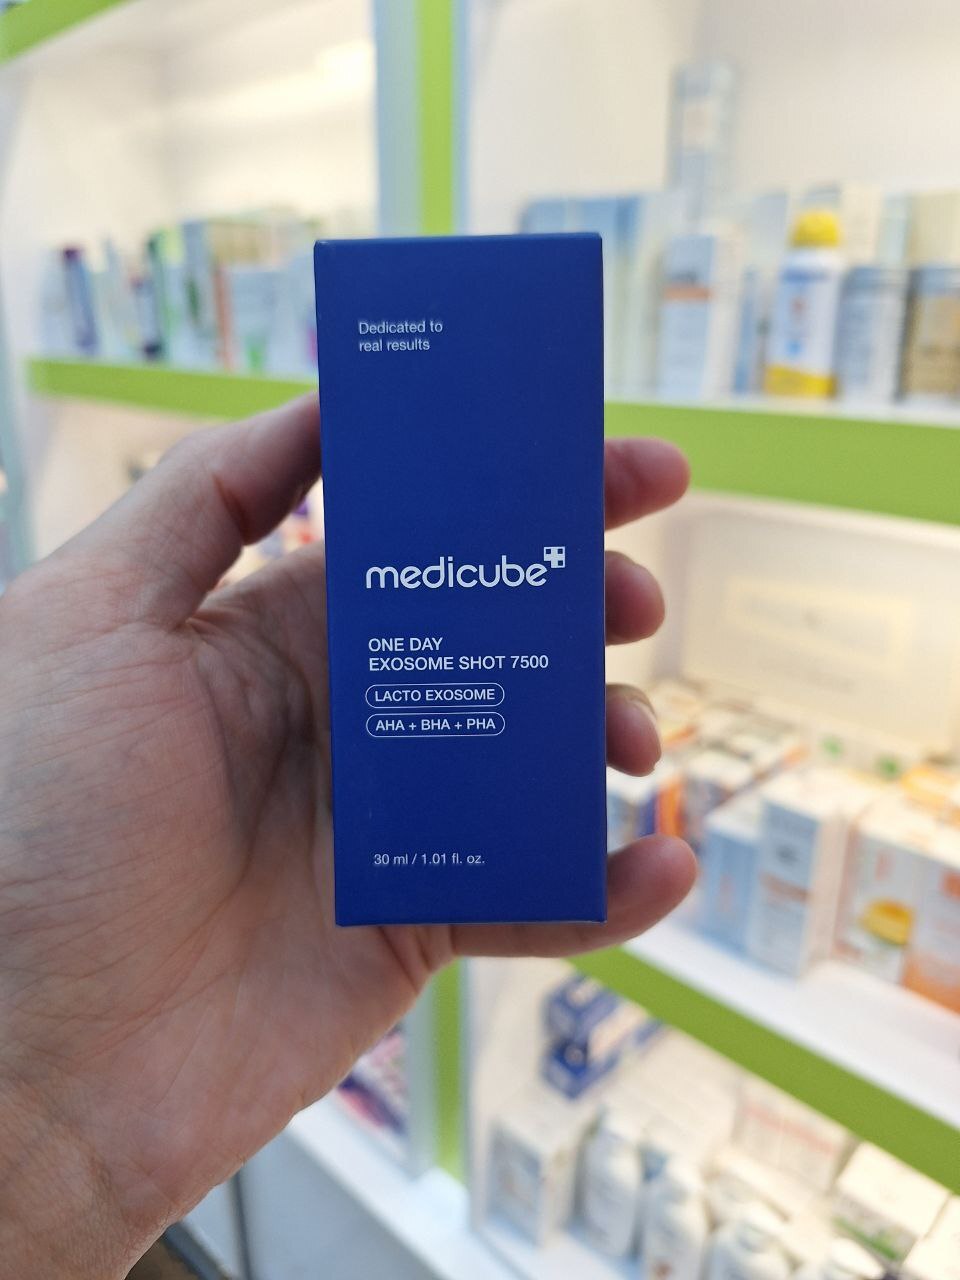 Dedicated to
real results
medicube
ONE DAY
EXOSOME SHOT 7500
LACTO EXOSOME
AHA + BHA + PHA
30 ml / 1.01 fl. oz.